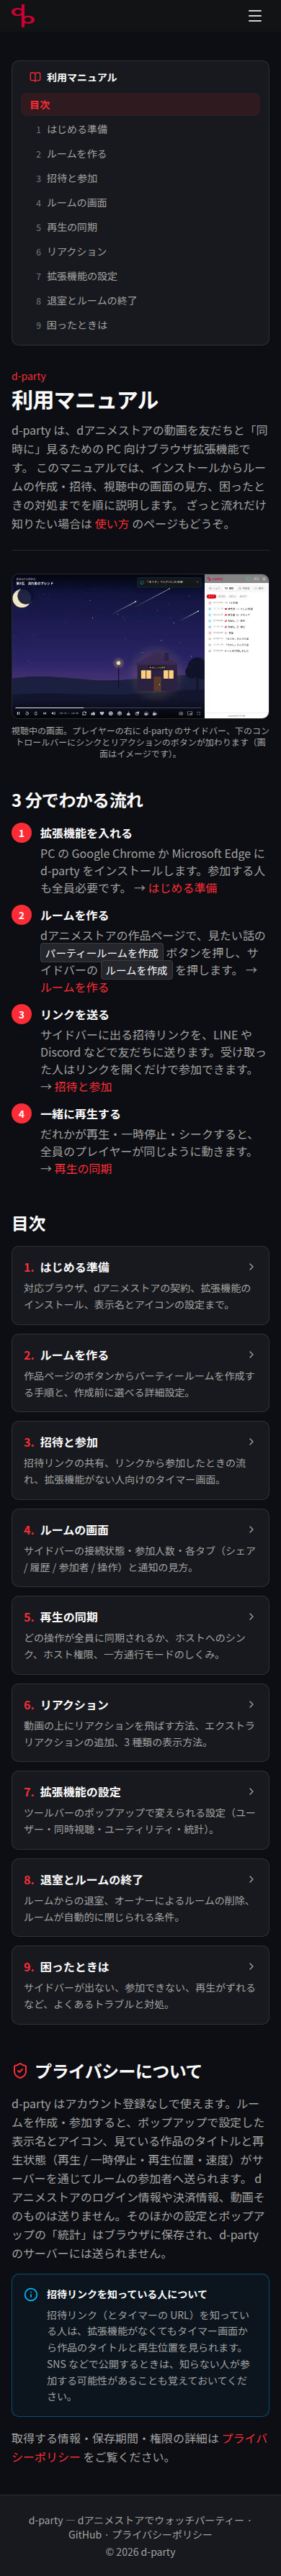 dp
利用マニュアル
目次
1 はじめる準備
2 ルームを作る
3 招待と参加
4 ルームの画面
5 再生の同期
6 リアクション
7 拡張機能の設定
8 退室とルームの終了
9 困ったときは
d-party
利用マニュアル
d-party は、dアニメストアの動画を友だちと「同
時に」見るための PC 向けブラウザ拡張機能で
す。 このマニュアルでは、インストールからルー
ムの作成・招待、視聴中の画面の見方、困ったと
きの対処までを順に説明します。 ざっと流れだけ
知りたい場合は 使い方 のページもどうぞ。
視聴中の画面。プレイヤーの右に d-party のサイドバー、下のコン
トロールバーにシンクとリアクションのボタンが加わります（画
面はイメージです）。
3 分でわかる流れ
1 拡張機能を入れる
PC の Google Chrome か Microsoft Edge に
d-party をインストールします。参加する人
も全員必要です。 → はじめる準備
2 ルームを作る
dアニメストアの作品ページで、見たい話の
パーティールームを作成 ボタンを押し、サ
イドバーの ルームを作成 を押します。 →
ルームを作る
3 リンクを送る
サイドバーに出る招待リンクを、LINE や
Discord などで友だちに送ります。受け取っ
た人はリンクを開くだけで参加できます。
→ 招待と参加
4 一緒に再生する
だれかが再生・一時停止・シークすると、
全員のプレイヤーが同じように動きます。
→ 再生の同期
目次
1. はじめる準備
対応ブラウザ、dアニメストアの契約、拡張機能の
インストール、表示名とアイコンの設定まで。
2. ルームを作る
作品ページのボタンからパーティールームを作成す
る手順と、作成前に選べる詳細設定。
3. 招待と参加
招待リンクの共有、リンクから参加したときの流
れ、拡張機能がない人向けのタイマー画面。
4. ルームの画面
サイドバーの接続状態・参加人数・各タブ（シェア
/ 履歴 / 参加者 / 操作）と通知の見方。
5. 再生の同期
どの操作が全員に同期されるか、ホストへのシン
ク、ホスト権限、一方通行モードのしくみ。
6. リアクション
動画の上にリアクションを飛ばす方法、エクストラ
リアクションの追加、3 種類の表示方法。
7. 拡張機能の設定
ツールバーのポップアップで変えられる設定（ユー
ザー・同時視聴・ユーティリティ・統計）。
8. 退室とルームの終了
ルームからの退室、オーナーによるルームの削除、
ルームが自動的に閉じられる条件。
9. 困ったときは
サイドバーが出ない、参加できない、再生がずれる
など、よくあるトラブルと対処。
プライバシーについて
d-party はアカウント登録なしで使えます。ルー
ムを作成・参加すると、ポップアップで設定した
表示名とアイコン、見ている作品のタイトルと再
生状態（再生 / 一時停止・再生位置・速度）がサ
ーバーを通じてルームの参加者へ送られます。 d
アニメストアのログイン情報や決済情報、動画そ
のものは送りません。そのほかの設定とポップア
ップの「統計」はブラウザに保存され、d-party
のサーバーには送られません。
招待リンクを知っている人について
招待リンク（とタイマーの URL）を知ってい
る人は、拡張機能がなくてもタイマー画面か
ら作品のタイトルと再生位置を見られます。
SNS などで公開するときは、知らない人が参
加する可能性があることも覚えておいてくだ
さい。
取得する情報・保存期間・権限の詳細は プライバ
シーポリシー をご覧ください。
d-party — dアニメストアでウォッチパーティー ·
GitHub · プライバシーポリシー
© 2026 d-party